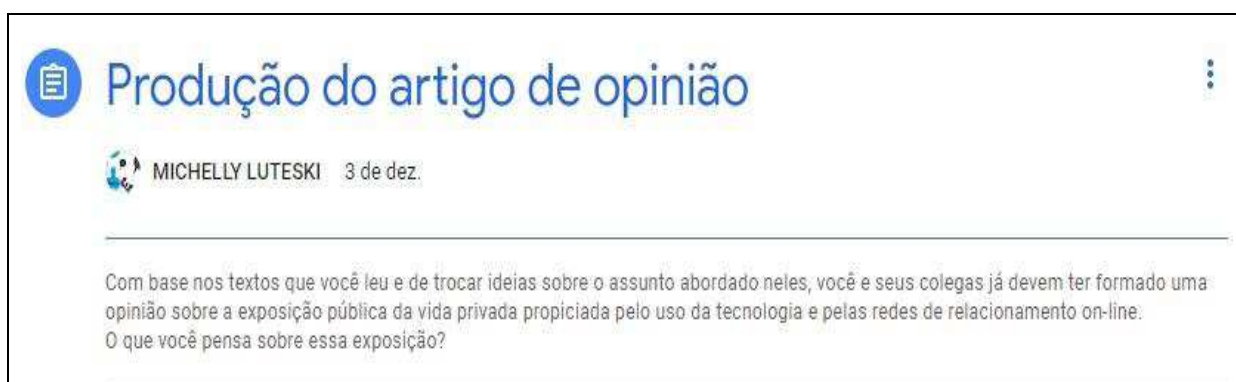 Produção do artigo de opinião
MICHELLY LUTESKI 3 de dez.
Com base nos textos que você leu e de trocar ideias sobre o assunto abordado neles, você e seus colegas já devem ter formado uma
opinião sobre a exposição pública da vida privada propiciada pelo uso da tecnologia e pelas redes de relacionamento on-line.
O que você pensa sobre essa exposição?